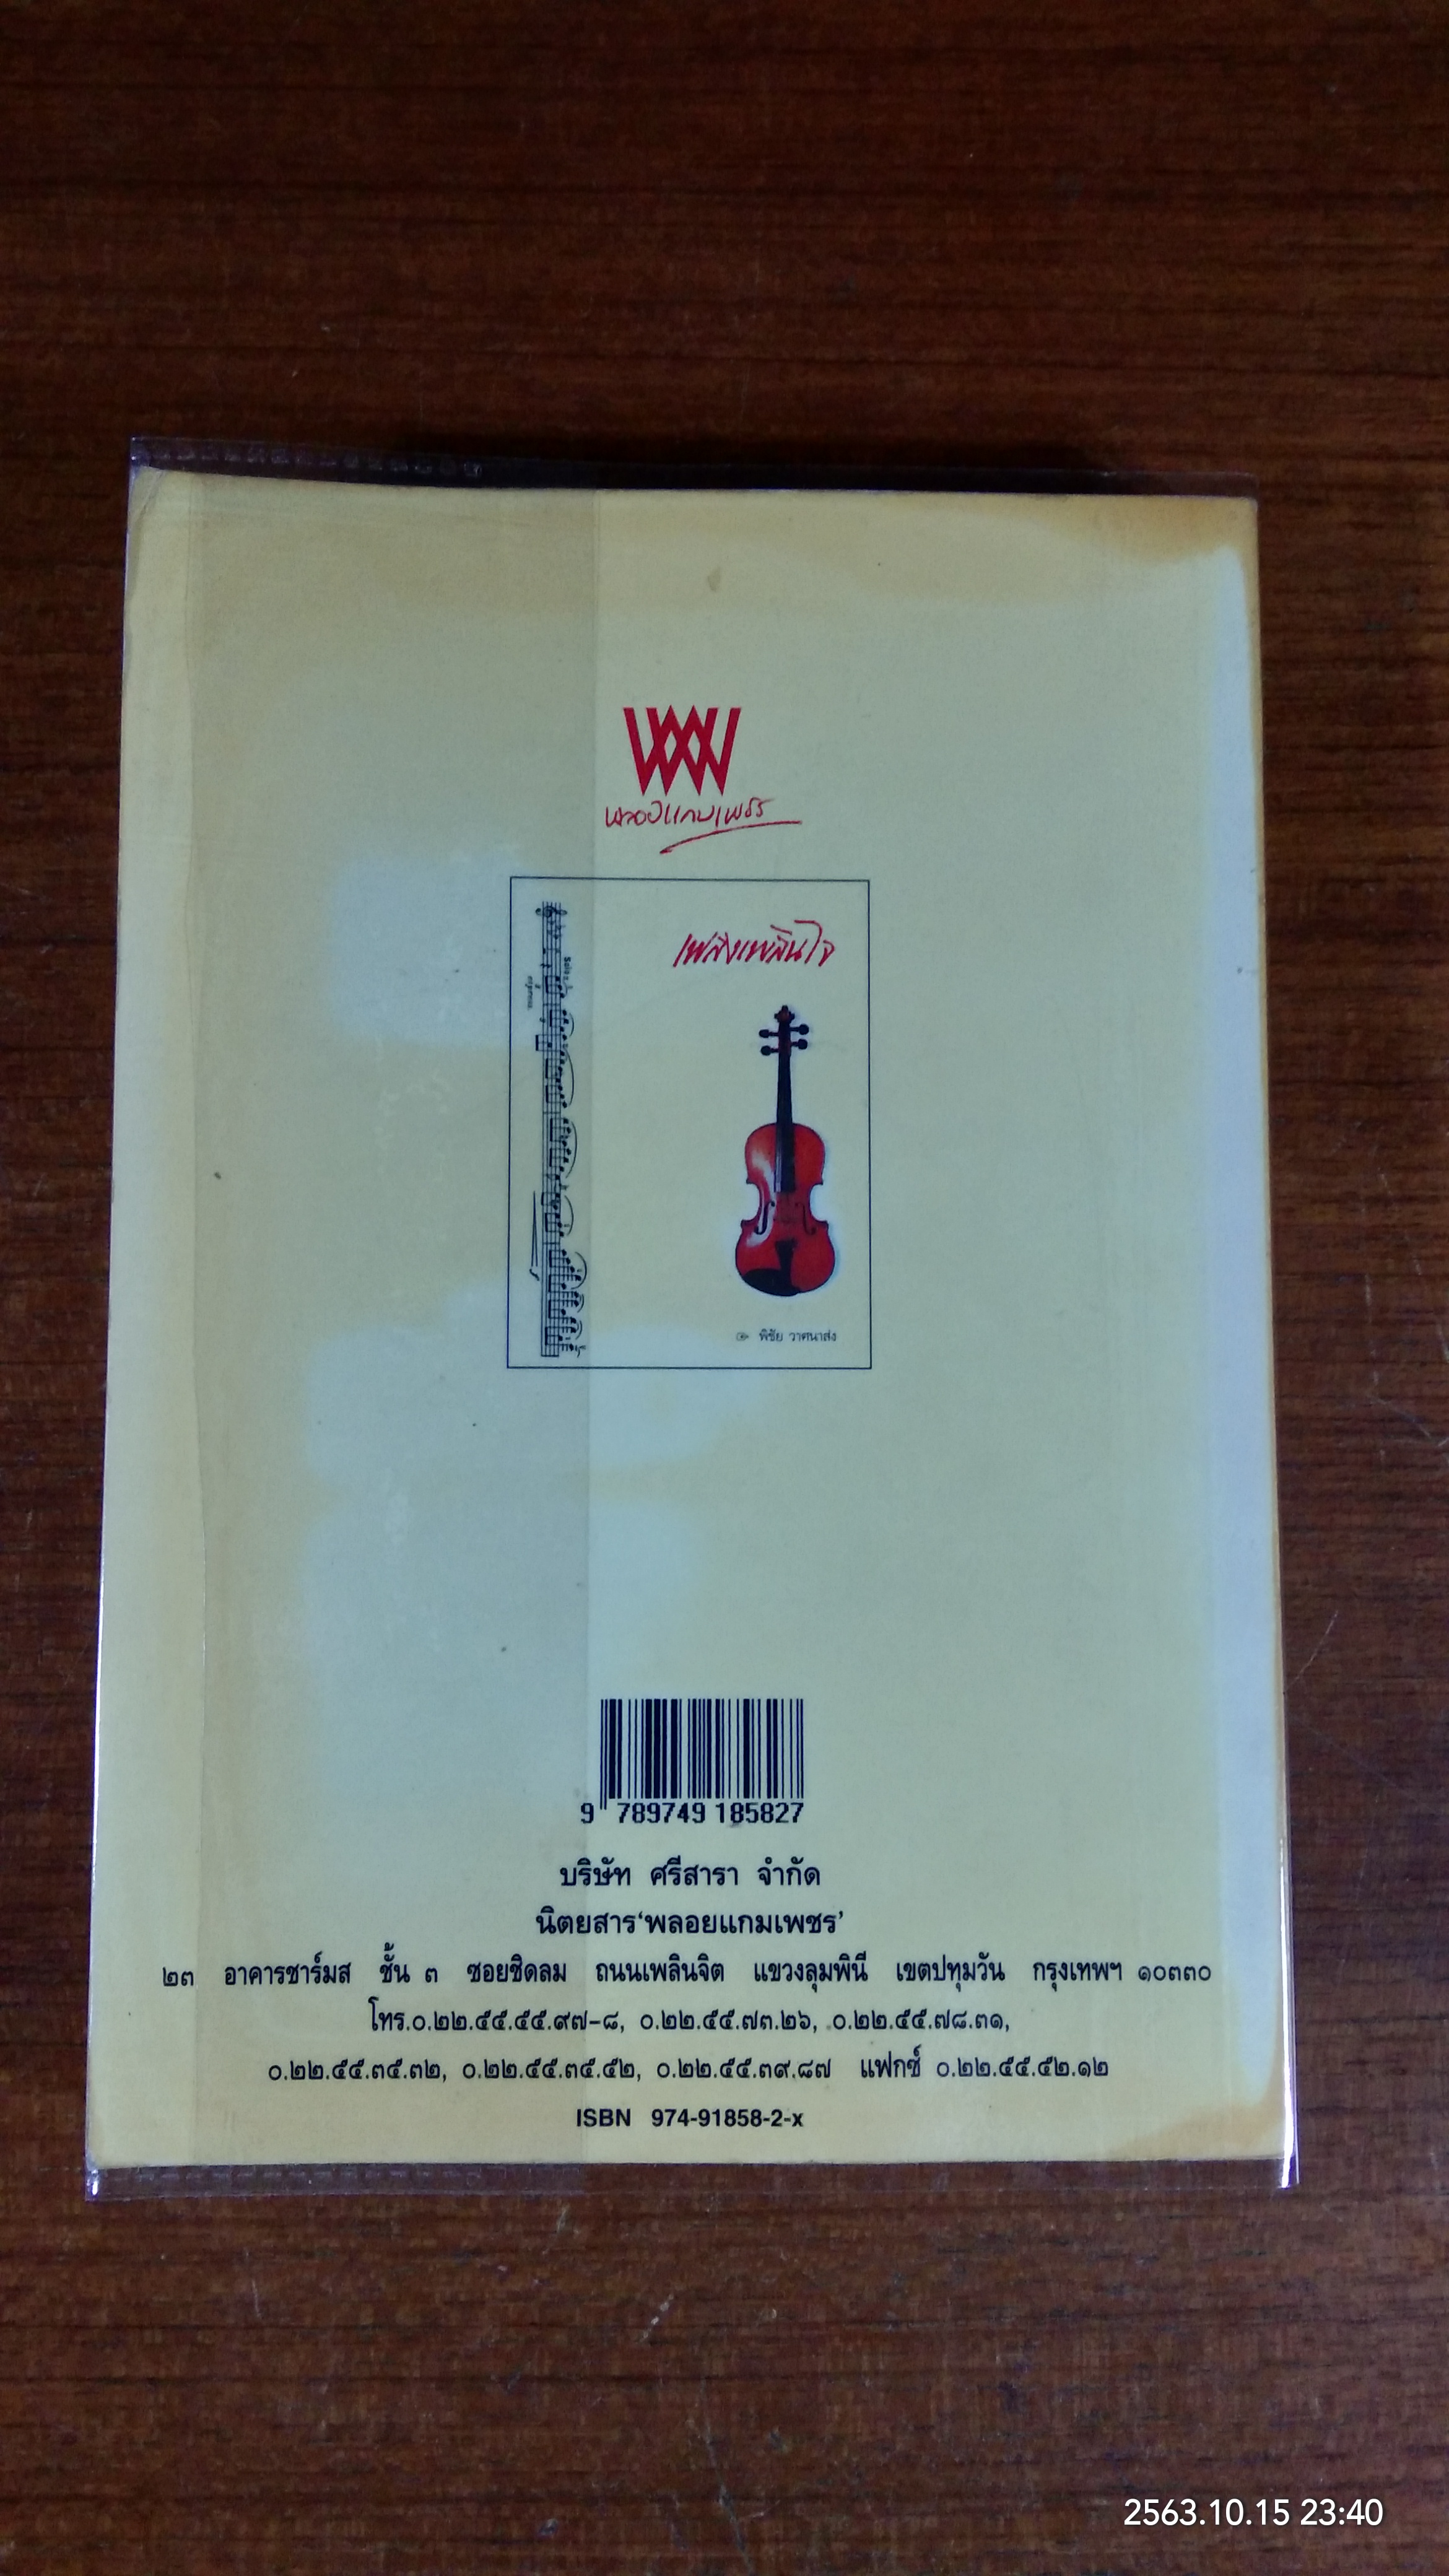 พลอยแกมเพชร
เพลงเพลินใจ
Solo
พิชัย วาศนาส่ง
9 789749 185827
บริษัท ศรีสารา จำกัด
นิตยสาร‘พลอยแกมเพชร’
๒๓ อาคารชาร์มส ชั้น ๓ ซอยชิดลม ถนนเพลินจิต แขวงลุมพินี เขตปทุมวัน กรุงเทพฯ ๑๐๓๓๐
โทร.๐.๒๒.๕๕.๕๕.๙๗-๘, ๐.๒๒.๕๕.๗๓.๒๖, ๐.๒๒.๕๕.๗๘.๓๑,
๐.๒๒.๕๕.๓๕.๓๒, ๐.๒๒.๕๕.๓๕.๕๒, ๐.๒๒.๕๕.๓๙.๘๗ แฟกซ์ ๐.๒๒.๕๕.๕๒.๑๒
ISBN 974-91858-2-x
2563.10.15 23:40